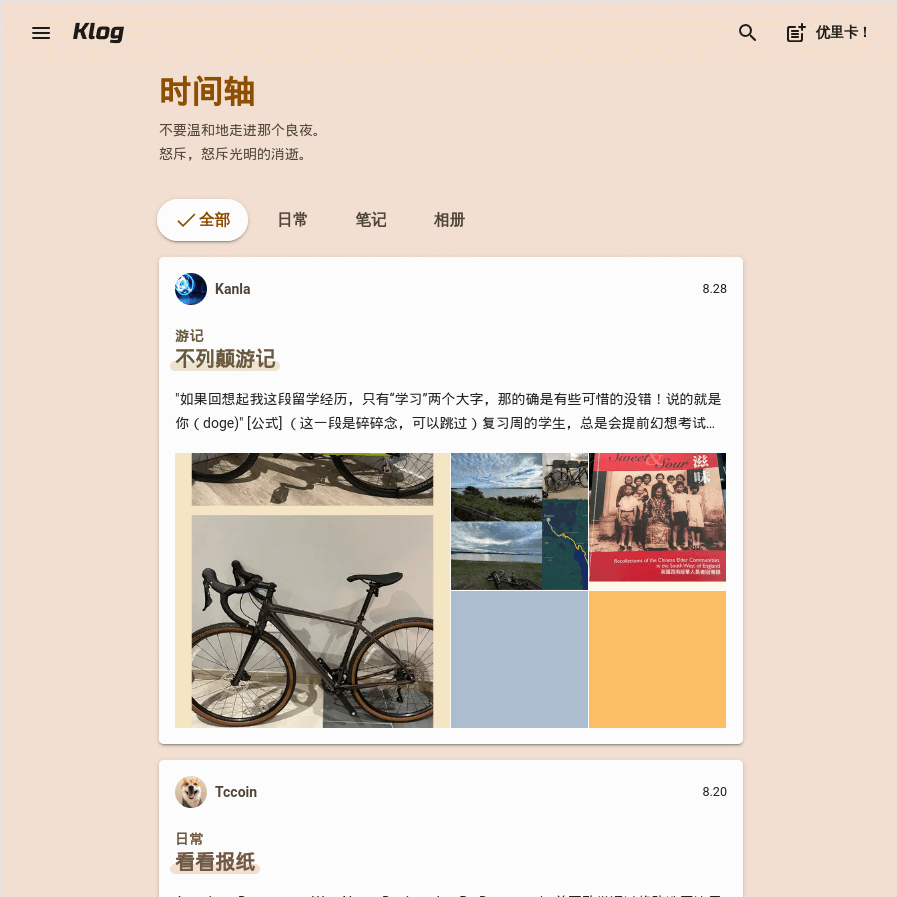 Klog
优里卡！
时间轴
不要温和地走进那个良夜。
怒斥，怒斥光明的消逝。
全部
日常
笔记
相册
Kanla
8.28
游记
不列颠游记
"如果回想起我这段留学经历，只有“学习”两个大字，那的确是有些可惜的没错！说的就是
你（doge)" [公式] （这一段是碎碎念，可以跳过）复习周的学生，总是会提前幻想考试...
Sweet & Sour
滋味
Recollections of the Chinese Elder Communities
in the South West of England
Tccoin
8.20
日常
看看报纸